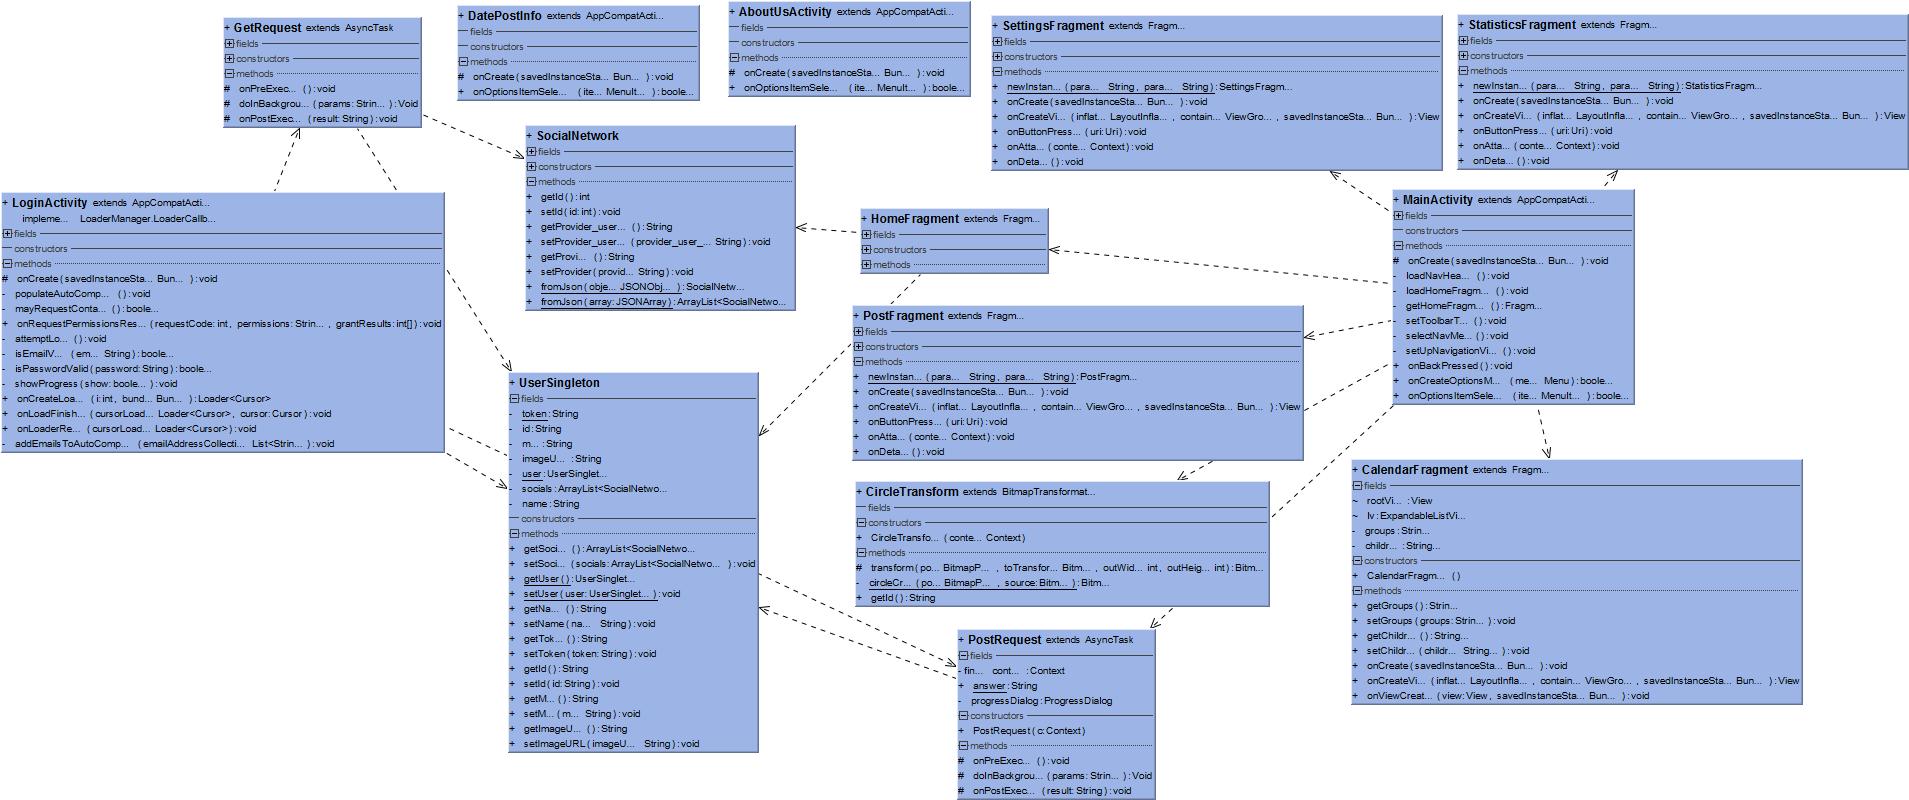 + GetRequest extends AsyncTask
fields
constructors
methods
# onPreExec... ():void
# doInBackgrou... (params: Strin... ):Void
# onPostExec... (result: String):void
+ DatePostInfo extends AppCompatActi...
fields
constructors
methods
# onCreate(savedInstanceSta... Bun... ):void
+ onOptionsItemSele... (ite... MenuIt... ):boole...
+ AboutUsActivity extends AppCompatActi...
fields
constructors
methods
# onCreate(savedInstanceSta... Bun... ):void
+ onOptionsItemSele... (ite... MenuIt... ):boole...
+ SettingsFragment extends Fragm...
fields
constructors
methods
+ newInstan... (para... String, para... String):SettingsFragm...
+ onCreate(savedInstanceSta... Bun... ):void
+ onCreateVi... (inflat... LayoutInfla... , contain... ViewGro... , savedInstanceSta... Bun... ):View
+ onButtonPress... (uri:Uri):void
+ onAtta... (conte... Context):void
+ onDeta... ():void
+ StatisticsFragment extends Fragm...
fields
constructors
methods
+ newInstan... (para... String, para... String):StatisticsFragm...
+ onCreate(savedInstanceSta... Bun... ):void
+ onCreateVi... (inflat... LayoutInfla... , contain... ViewGro... , savedInstanceSta... Bun... ):View
+ onButtonPress... (uri:Uri):void
+ onAtta... (conte... Context):void
+ onDeta... ():void
+ SocialNetwork
fields
constructors
methods
+ getId():int
+ setId(id:int):void
+ getProvider_user... ():String
+ setProvider_user... (provider_user_... String):void
+ getProvi... ():String
+ setProvider(provid... String):void
+ fromJson(obje... JSONObj... ):SocialNetw...
+ fromJson(array:JSONArray):ArrayList<SocialNetwo...
+ LoginActivity extends AppCompatActi...
impleme... LoaderManager.LoaderCallb...
fields
constructors
methods
# onCreate(savedInstanceSta... Bun... ):void
- populateAutoComp... ():void
- mayRequestConta... ():boole...
+ onRequestPermissionsRes... (requestCode:int, permissions: Strin... , grantResults:int[]):void
- attemptLo... ():void
- isEmailV... (em... String):boole...
- isPasswordValid(password:String):boole...
- showProgress(show:boole... ):void
+ onCreateLoa... (i:int, bund... Bun... ):Loader<Cursor>
+ onLoadFinish... (cursorLoad... Loader<Cursor>, cursor:Cursor):void
+ onLoaderRe... (cursorLoad... Loader<Cursor>):void
- addEmailsToAutoComp... (emailAddressCollecti... List<Strin... ):void
+ HomeFragment extends Fragm...
fields
constructors
methods
+ MainActivity extends AppCompatActi...
fields
constructors
methods
# onCreate(savedInstanceSta... Bun... ):void
- loadNavHea... ():void
- loadHomeFragm... ():void
- getHomeFragm... ():Fragm...
- setToolbarT... ():void
- selectNavMe... ():void
- setUpNavigationVi... ():void
+ onBackPressed():void
+ onCreateOptionsM... (me... Menu):boole...
+ onOptionsItemSele... (ite... MenuIt... ):boole...
+ PostFragment extends Fragm...
fields
constructors
methods
+ newInstan... (para... String, para... String):PostFragm...
+ onCreate(savedInstanceSta... Bun... ):void
+ onCreateVi... (inflat... LayoutInfla... , contain... ViewGro... , savedInstanceSta... Bun... ):View
+ onButtonPress... (uri:Uri):void
+ onAtta... (conte... Context):void
+ onDeta... ():void
+ UserSingleton
fields
- token:String
- id:String
- m... :String
- imageU... :String
- user:UserSinglet...
- socials:ArrayList<SocialNetwo...
- name:String
constructors
methods
+ getSoci... ():ArrayList<SocialNetwo...
+ setSoci... (socials:ArrayList<SocialNetwo... ):void
+ getUser():UserSinglet...
+ setUser(user:UserSinglet... ):void
+ getNa... ():String
+ setName(na... String):void
+ getTok... ():String
+ setToken(token:String):void
+ getId():String
+ setId(id:String):void
+ getM... ():String
+ setM... (m... String):void
+ getImageU... ():String
+ setImageURL(imageU... String):void
+ CircleTransform extends BitmapTransformat...
fields
constructors
+ CircleTransfo... (conte... Context)
methods
# transform(po... BitmapP... , toTransfor... Bitm... , outWid... int, outHeig... int):Bitm...
- circleCr... (po... BitmapP... , source:Bitm... ):Bitm...
+ getId():String
+ CalendarFragment extends Fragm...
fields
~ rootVi... :View
~ lv:ExpandableListVi...
- groups:Strin...
- childr... :String...
constructors
+ CalendarFragm... ()
methods
+ getGroups():Strin...
+ setGroups(groups:Strin... ):void
+ getChildr... ():String...
+ setChildr... (childr... String... ):void
+ onCreate(savedInstanceSta... Bun... ):void
+ onCreateVi... (inflat... LayoutInfla... , contain... ViewGro... , savedInstanceSta... Bun... ):View
+ onViewCreat... (view:View, savedInstanceSta... Bun... ):void
+ PostRequest extends AsyncTask
fields
- fin... cont... :Context
+ answer:String
- progressDialog:ProgressDialog
constructors
+ PostRequest(c:Context)
methods
# onPreExec... ():void
# doInBackgrou... (params: Strin... ):Void
# onPostExec... (result: String):void